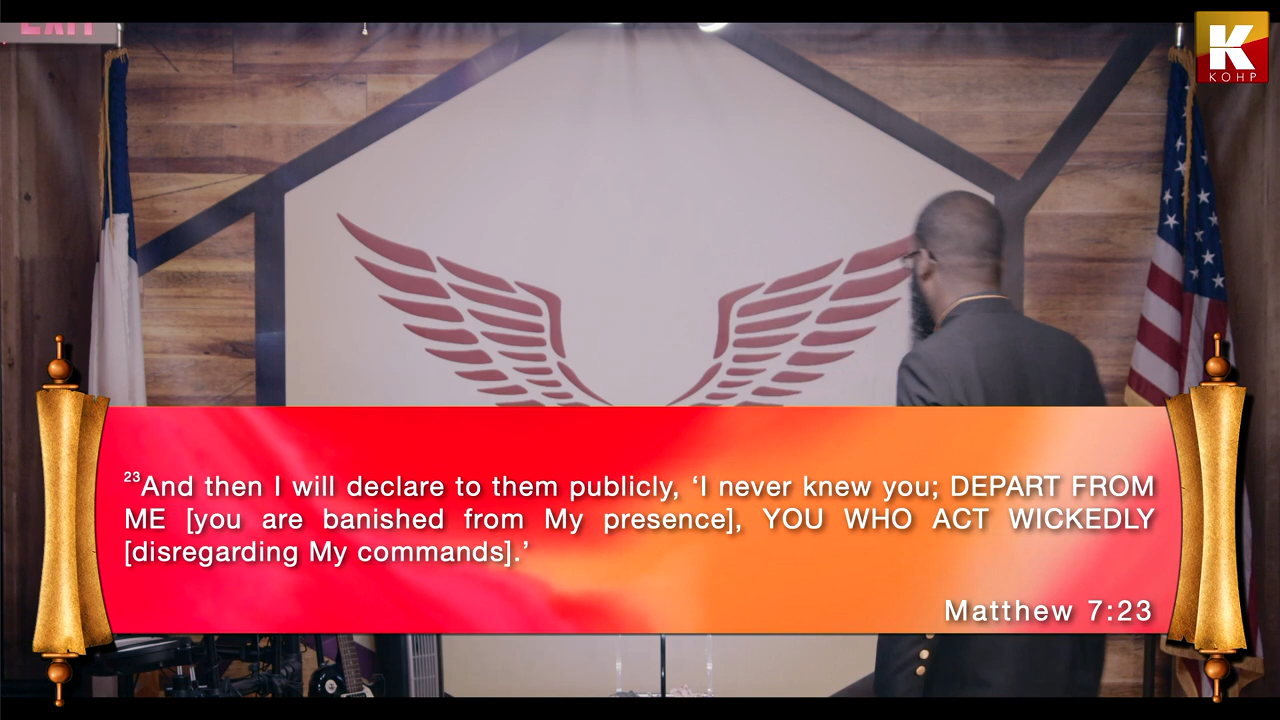 EXIT
K
KOHP
23And then I will declare to them publicly, ‘I never knew you; DEPART FROM
ME [you are banished from My presence], YOU WHO ACT WICKEDLY
[disregarding My commands].’
Matthew 7:23